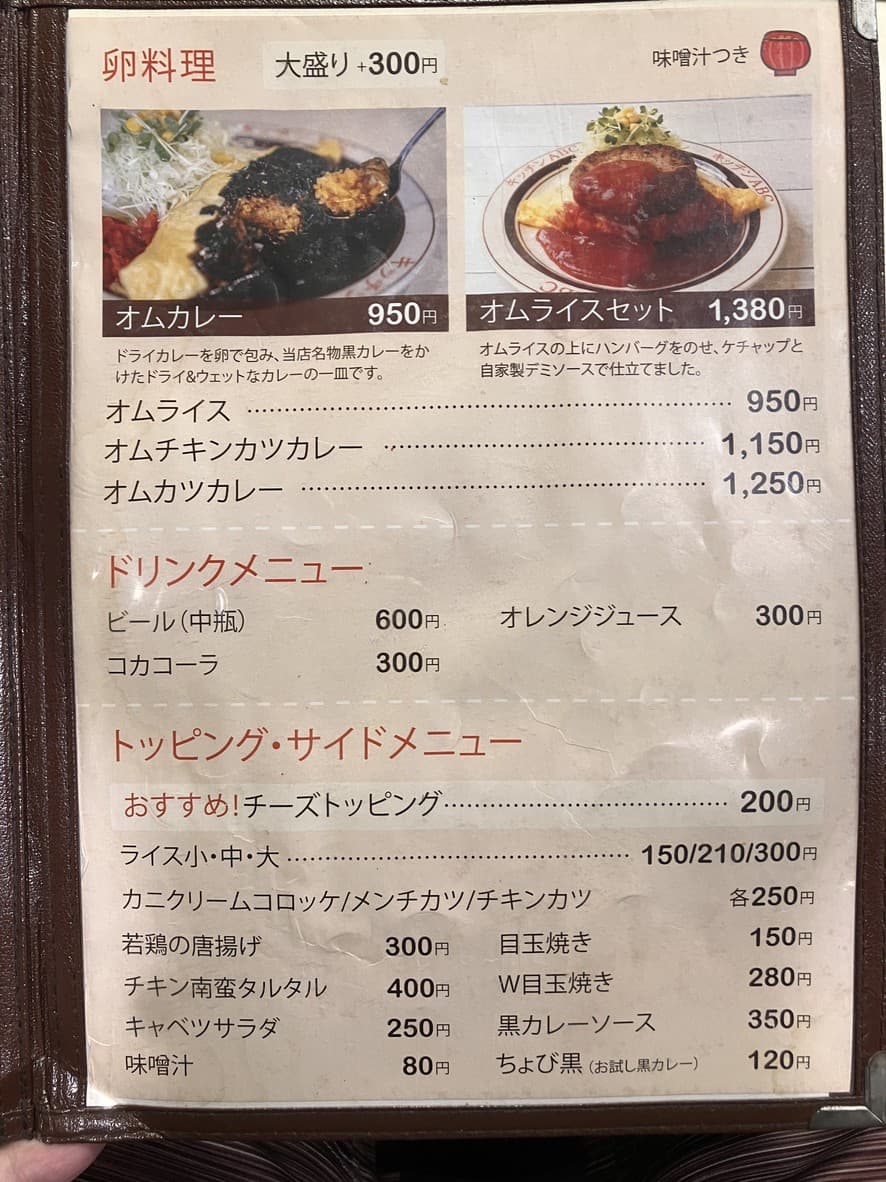 卵料理 大盛り +300円 味噌汁つき
キッチンABC キッチンABC
オムカレー 950円
オムライスセット 1,380円
ドライカレーを卵で包み、当店名物黒カレーをか
けたドライ&ウェットなカレーの一皿です。
オムライスの上にハンバーグをのせ、ケチャップと
自家製デミソースで仕立てました。
オムライス 950円
オムチキンカツカレー 1,150円
オムカツカレー 1,250円
ドリンクメニュー
ビール(中瓶) 600円 オレンジジュース 300円
コカコーラ 300円
トッピング・サイドメニュー
おすすめ!チーズトッピング 200円
ライス小・中・大 150/210/300円
カニクリームコロッケ/メンチカツ/チキンカツ 各250円
若鶏の唐揚げ 300円 目玉焼き 150円
チキン南蛮タルタル 400円 W目玉焼き 280円
キャベツサラダ 250円 黒カレーソース 350円
味噌汁 80円 ちょび黒(お試し黒カレー) 120円